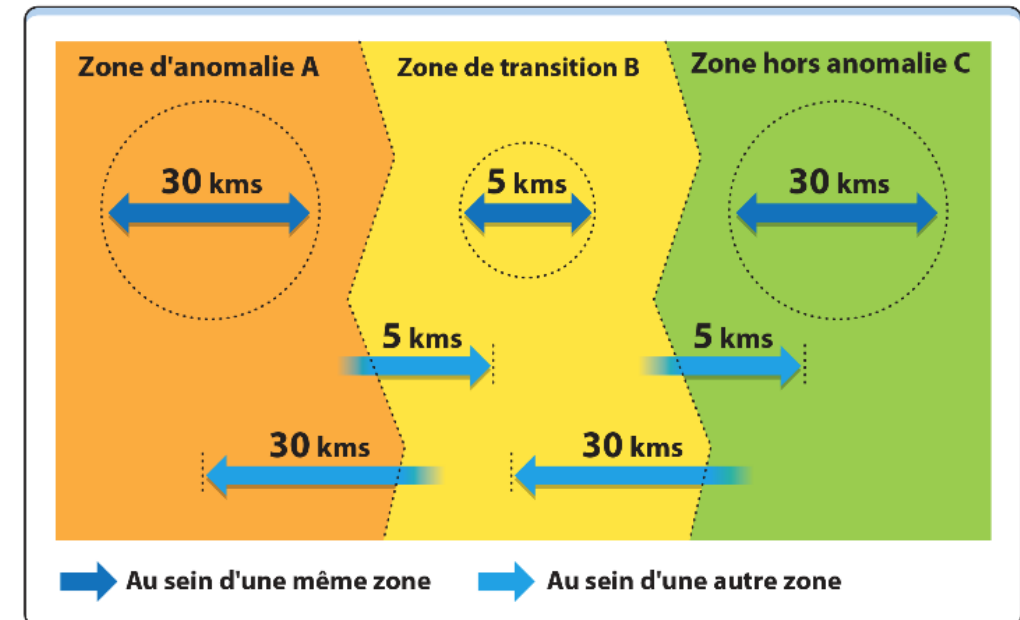 Zone d'anomalie A
Zone de transition B
Zone hors anomalie C
30 kms
5 kms
30 kms
5 kms
5 kms
30 kms
30 kms
Au sein d'une même zone
Au sein d'une autre zone